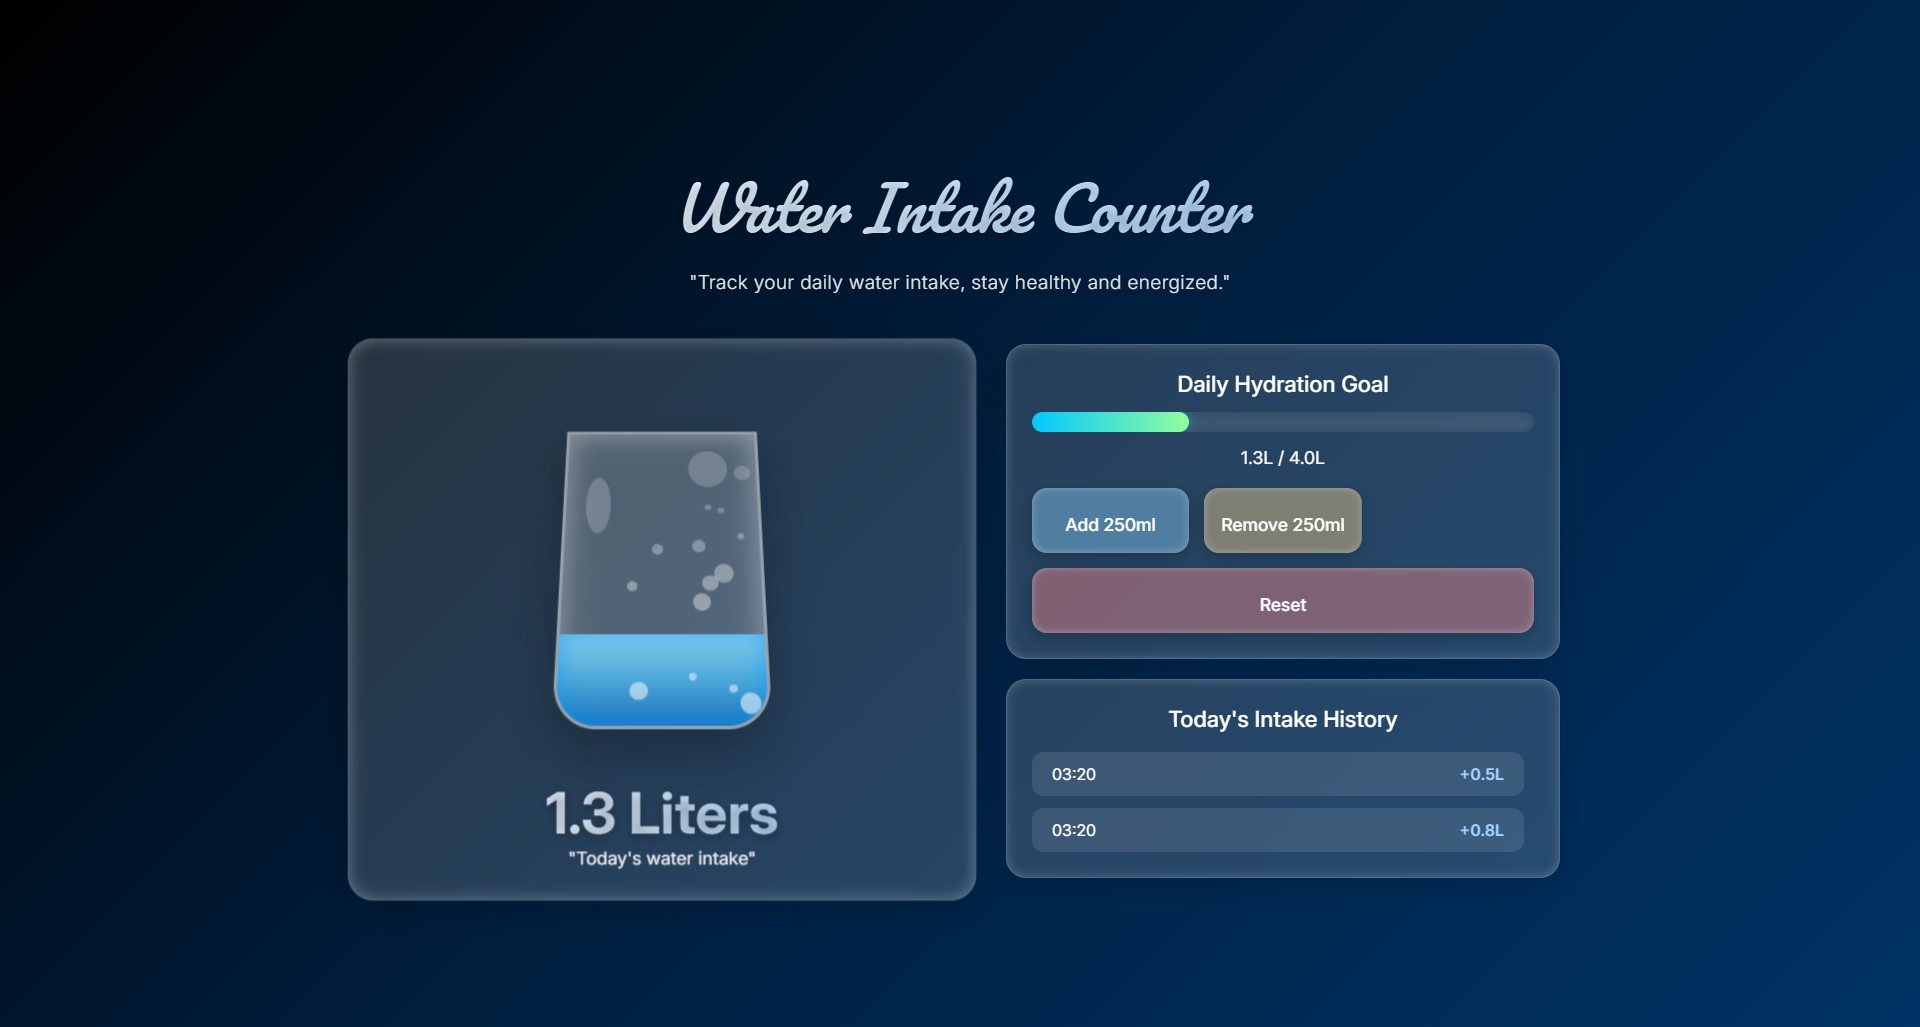 Water Intake Counter
"Track your daily water intake, stay healthy and energized."
1.3 Liters
"Today's water intake"
Daily Hydration Goal
1.3L / 4.0L
Add 250ml
Remove 250ml
Reset
Today's Intake History
03:20 +0.5L
03:20 +0.8L